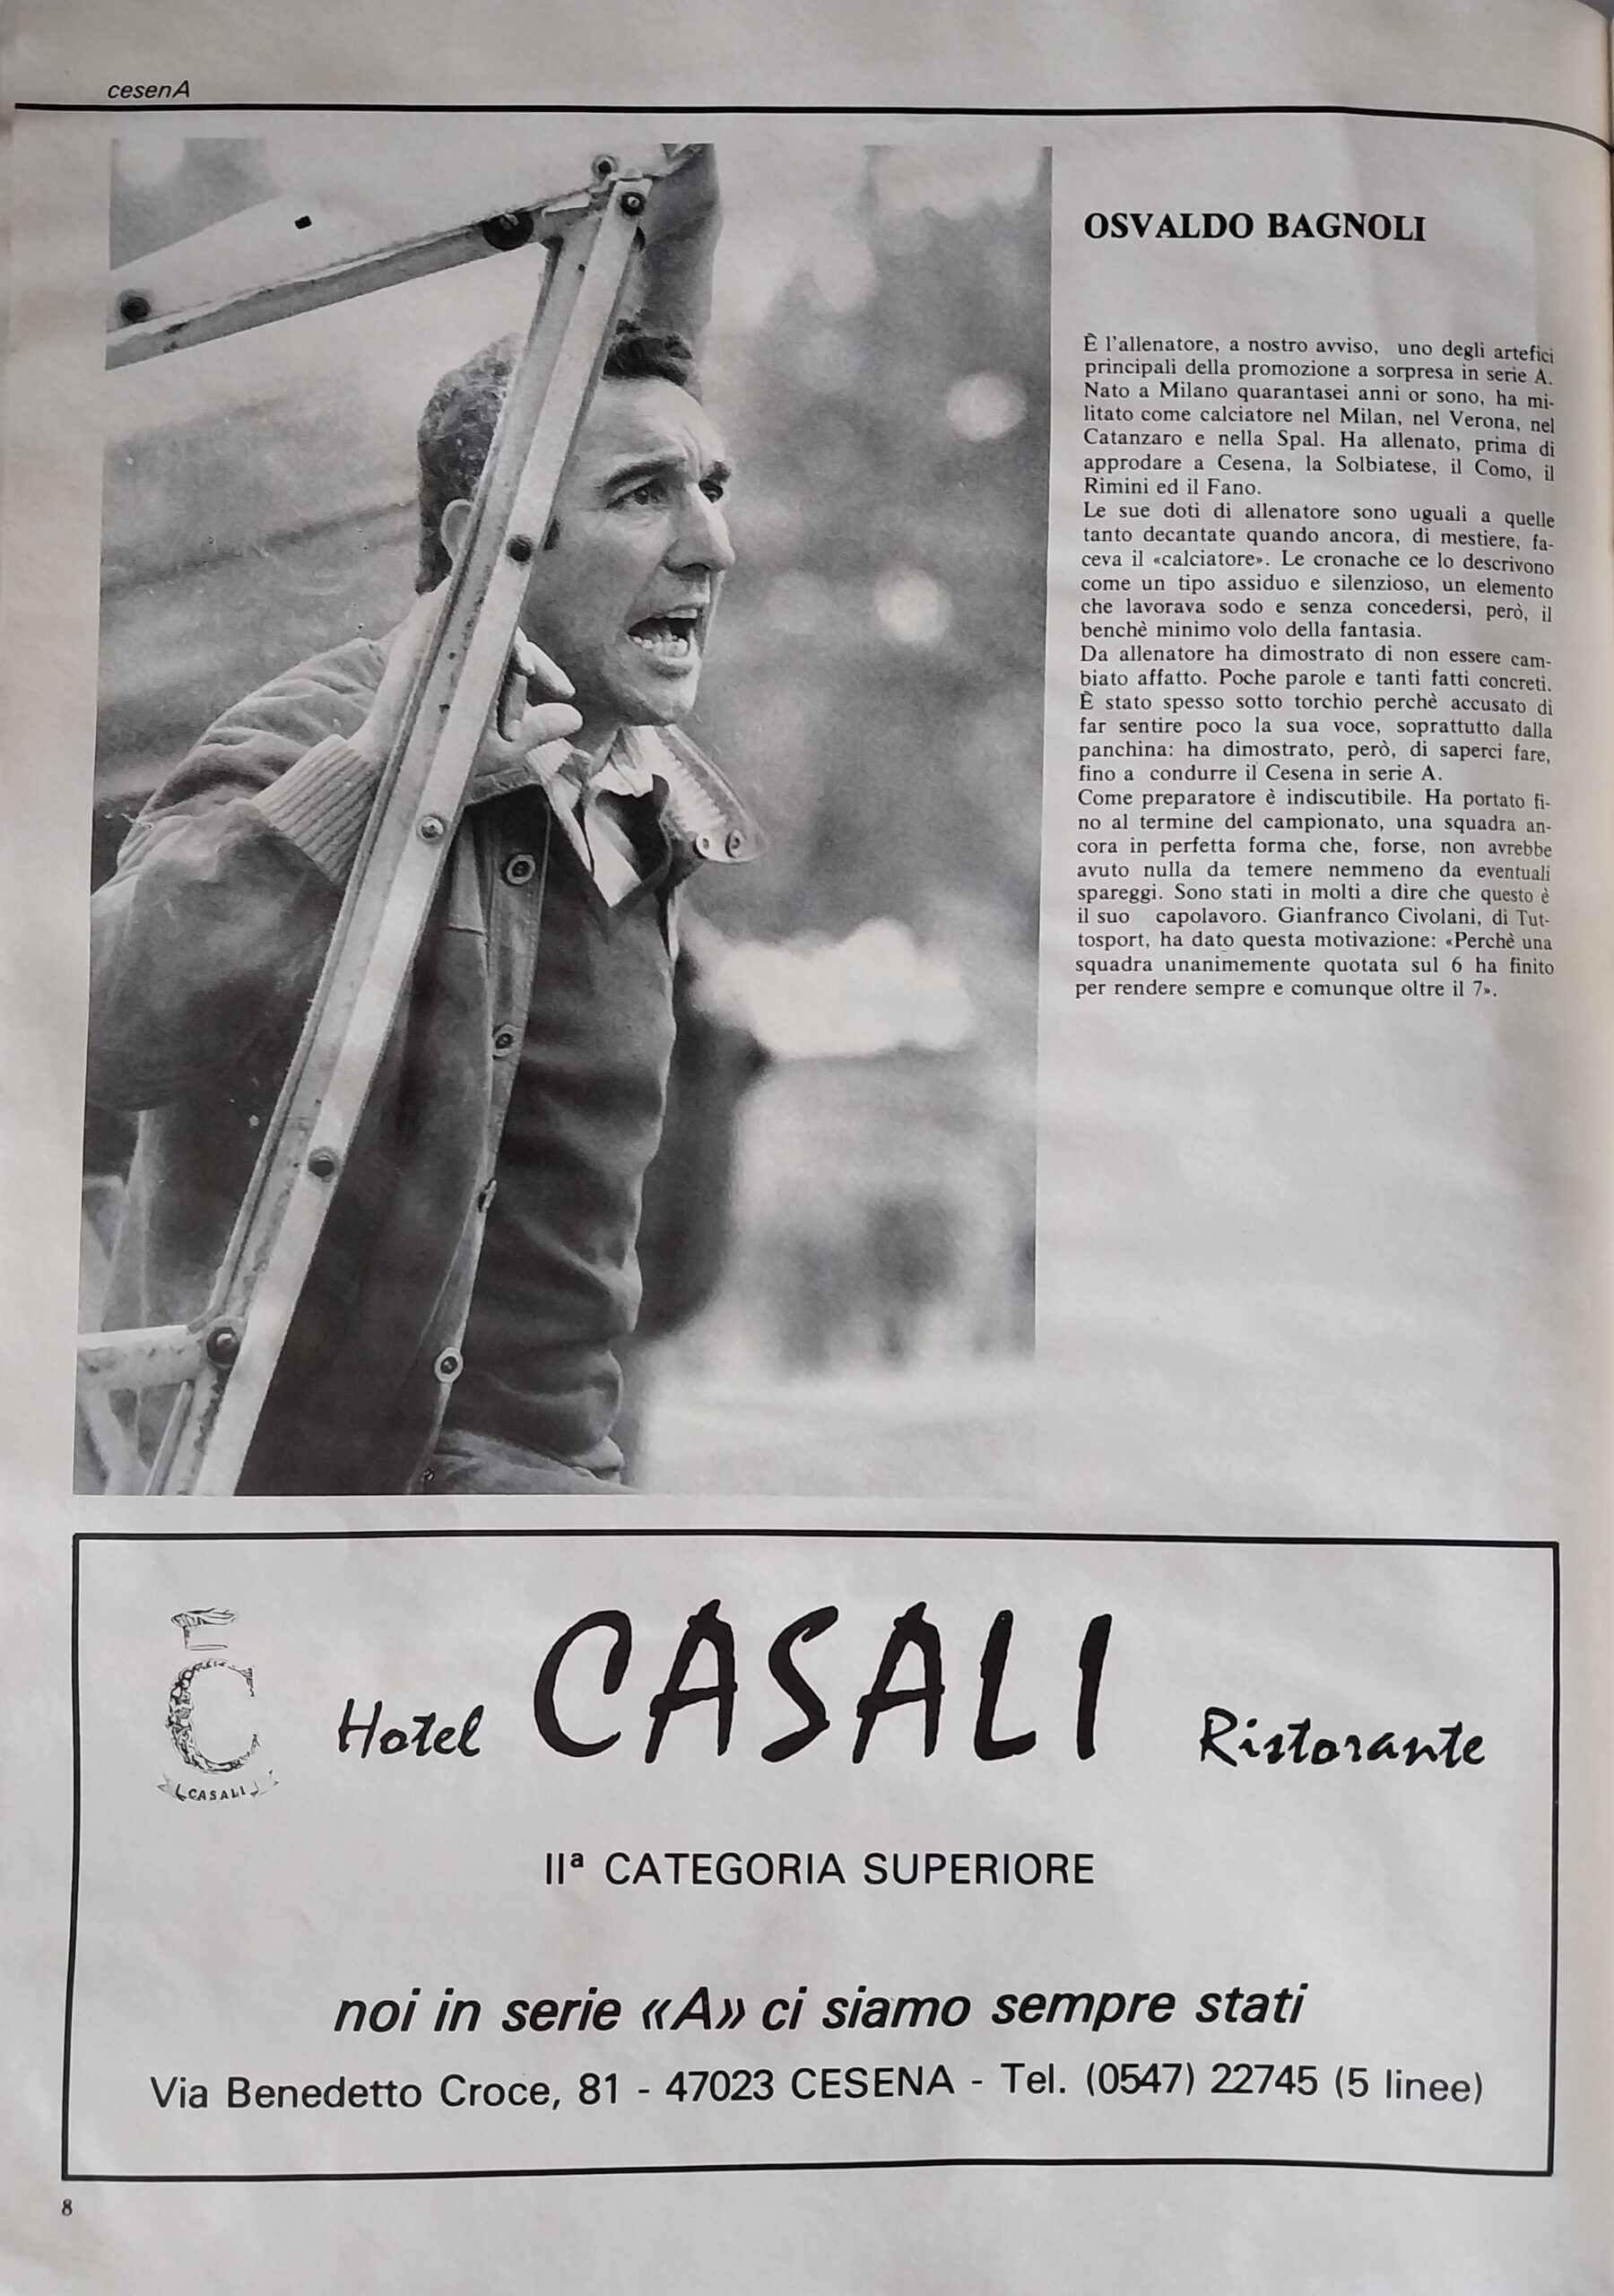 cesenA
OSVALDO BAGNOLI
È l'allenatore, a nostro avviso, uno degli artefici
principali della promozione a sorpresa in serie A.
Nato a Milano quarantasei anni or sono, ha mi-
litato come calciatore nel Milan, nel Verona, nel
Catanzaro e nella Spal. Ha allenato, prima di
approdare a Cesena, la Solbiatese, il Como, il
Rimini ed il Fano.
Le sue doti di allenatore sono uguali a quelle
tanto decantate quando ancora, di mestiere, fa-
ceva il «calciatore». Le cronache ce lo descrivono
come un tipo assiduo e silenzioso, un elemento
che lavorava sodo e senza concedersi, però, il
benchè minimo volo della fantasia.
Da allenatore ha dimostrato di non essere cam-
biato affatto. Poche parole e tanti fatti concreti.
È stato spesso sotto torchio perchè accusato di
far sentire poco la sua voce, soprattutto dalla
panchina: ha dimostrato, però, di saperci fare,
fino a condurre il Cesena in serie A.
Come preparatore è indiscutibile. Ha portato fi-
no al termine del campionato, una squadra an-
cora in perfetta forma che, forse, non avrebbe
avuto nulla da temere nemmeno da eventuali
spareggi. Sono stati in molti a dire che questo è
il suo capolavoro. Gianfranco Civolani, di Tut-
tosport, ha dato questa motivazione: «Perchè una
squadra unanimemente quotata sul 6 ha finito
per rendere sempre e comunque oltre il 7».
C
CASALI
Hotel CASALI Ristorante
IIª CATEGORIA SUPERIORE
noi in serie «A» ci siamo sempre stati
Via Benedetto Croce, 81 - 47023 CESENA - Tel. (0547) 22745 (5 linee)
8